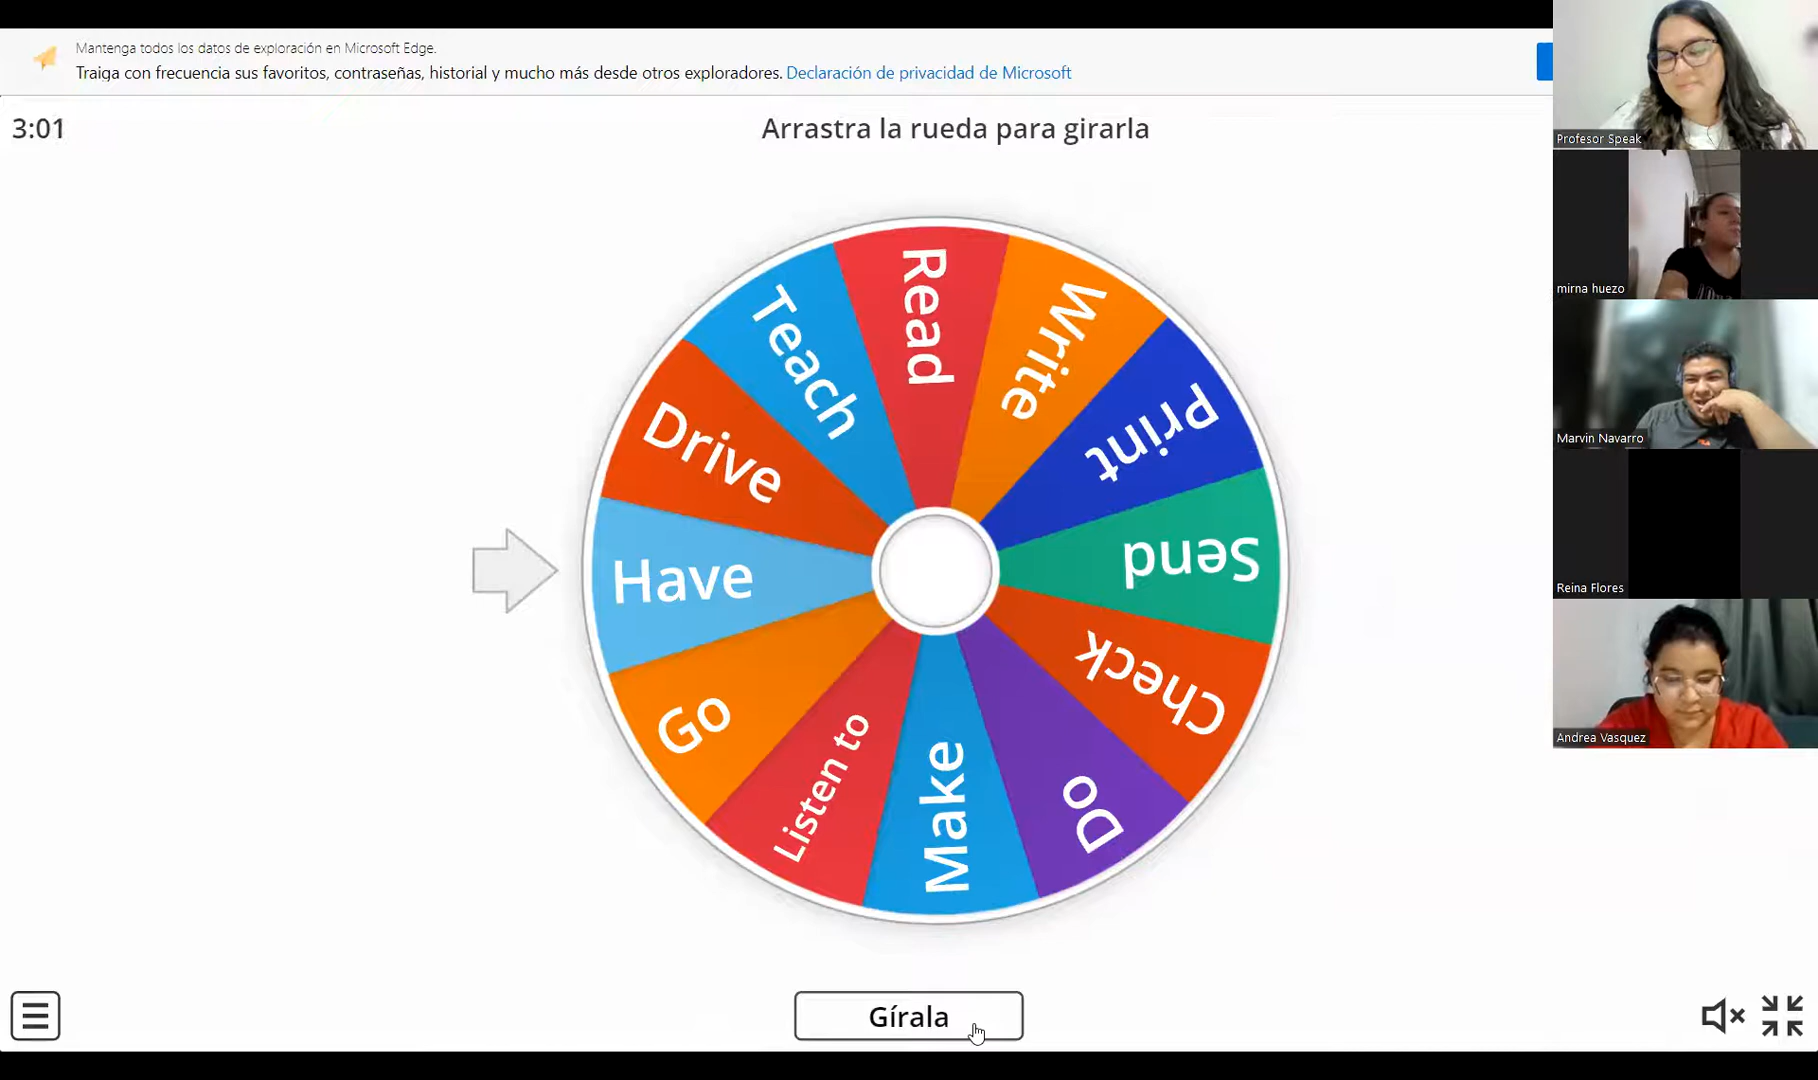 Mantenga todos los datos de exploración en Microsoft Edge.
Traiga con frecuencia sus favoritos, contraseñas, historial y mucho más desde otros exploradores. Declaración de privacidad de Microsoft
3:01
Arrastra la rueda para girarla
Read
Write
Print
Send
Check
Do
Make
Listen to
Go
Have
Drive
Teach
Gírala
Profesor Speak
mirna huezo
Marvin Navarro
Reina Flores
Andrea Vasquez